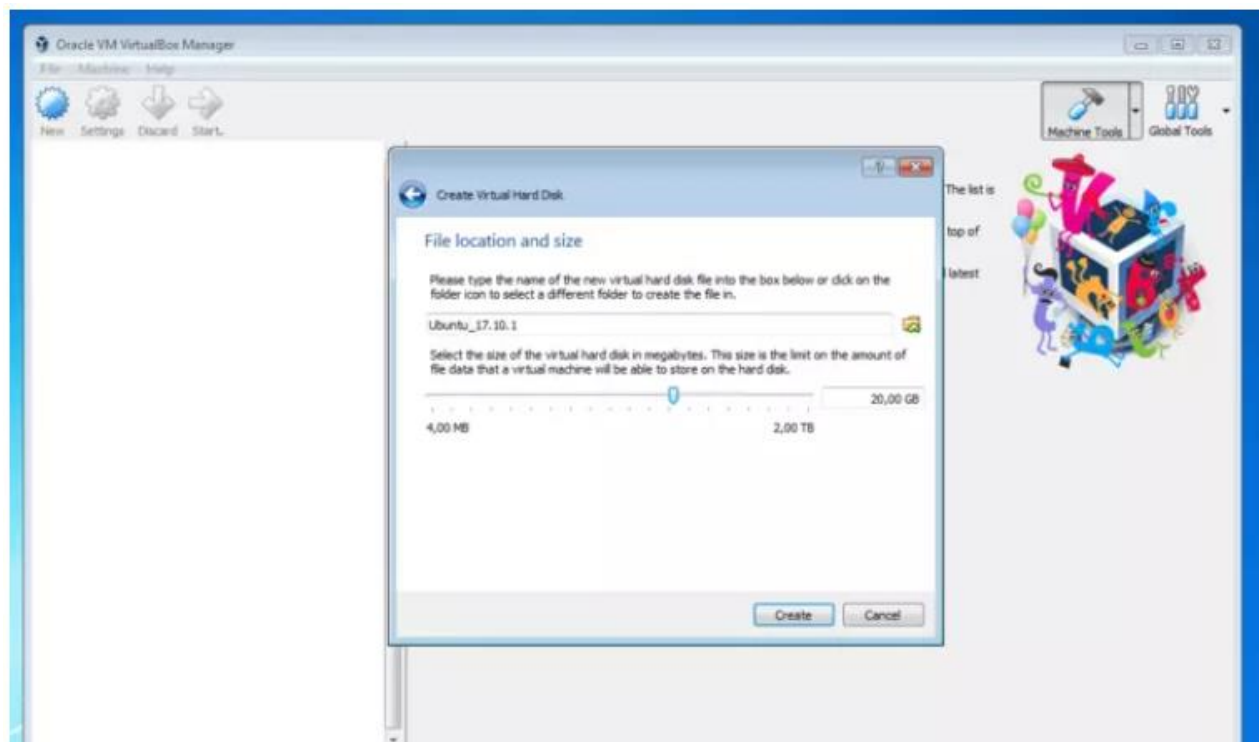 Oracle VM VirtualBox Manager
File Machine Help
New Settings Discard Start..
Machine Tools Global Tools
The list is
top of
latest
Create Virtual Hard Disk
File location and size
Please type the name of the new virtual hard disk file into the box below or click on the
folder icon to select a different folder to create the file in.
Ubuntu_17.10.1
Select the size of the virtual hard disk in megabytes. This size is the limit on the amount of
file data that a virtual machine will be able to store on the hard disk.
20,00 GB
4,00 MB 2,00 TB
Create Cancel